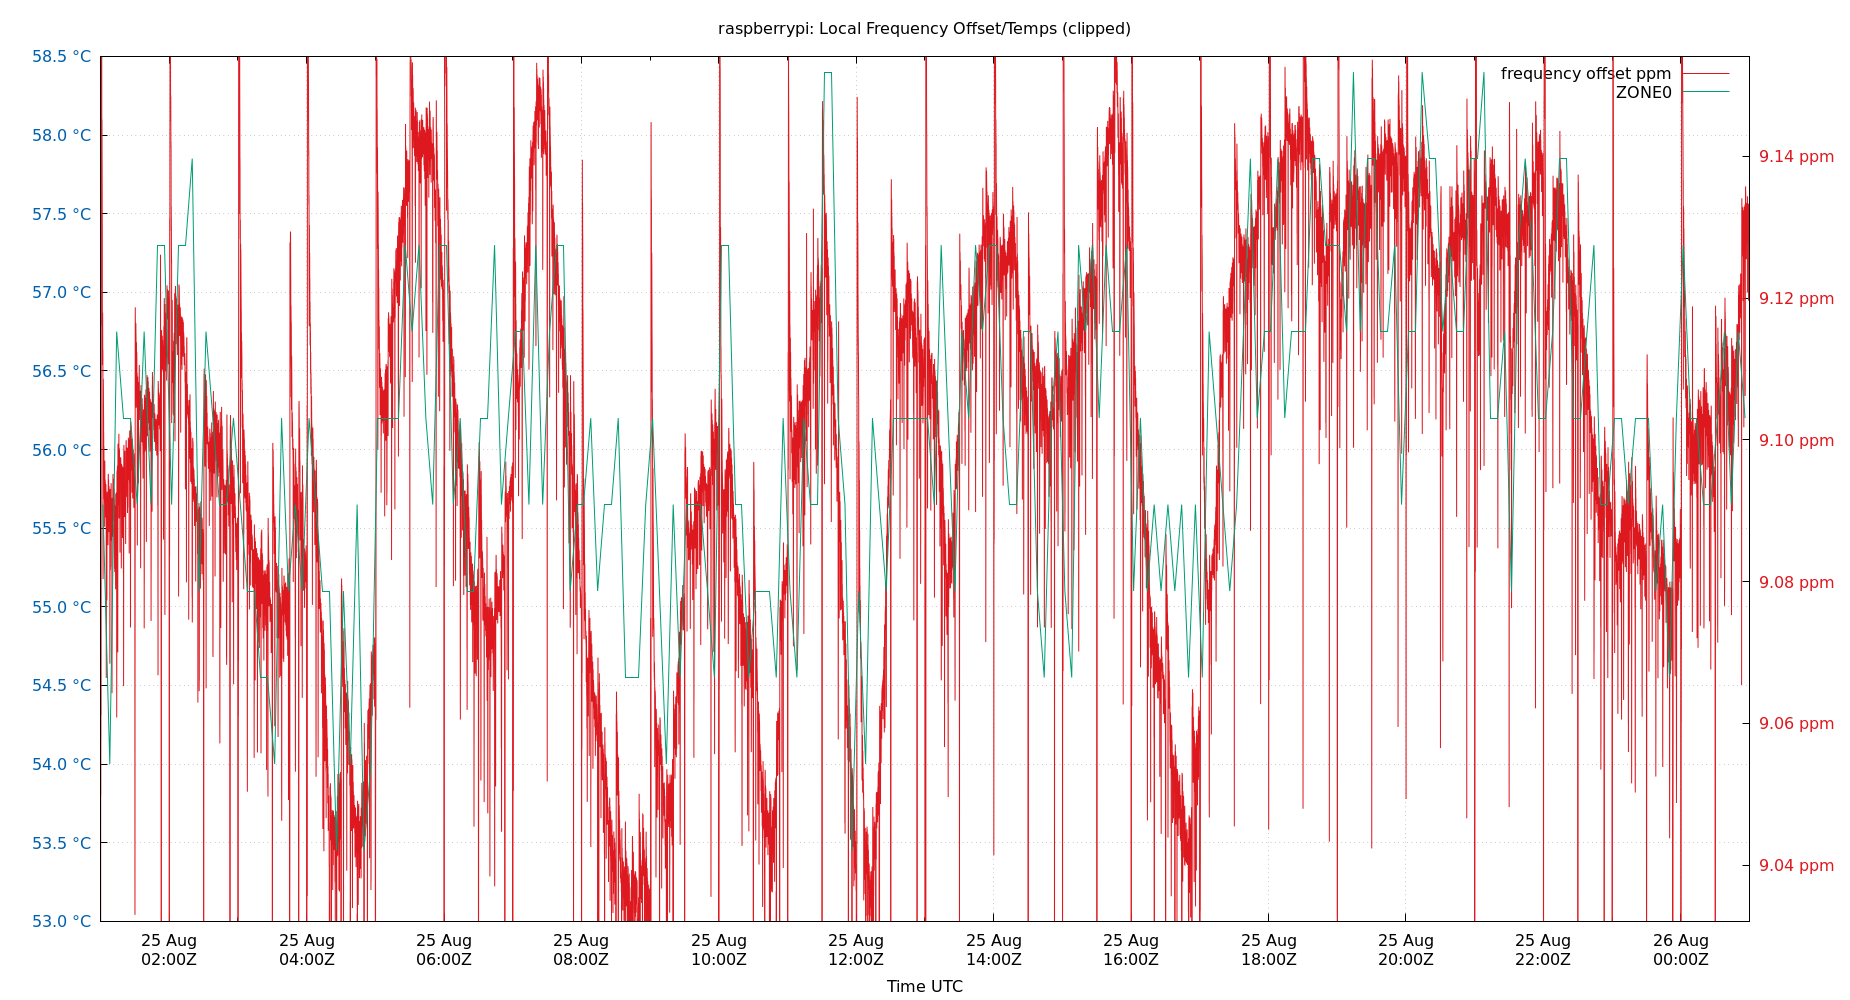 raspberrypi: Local Frequency Offset/Temps (clipped)
58.5 °C
58.0 °C
57.5 °C
57.0 °C
56.5 °C
56.0 °C
55.5 °C
55.0 °C
54.5 °C
54.0 °C
53.5 °C
53.0 °C
frequency offset ppm
ZONE0
9.14 ppm
9.12 ppm
9.10 ppm
9.08 ppm
9.06 ppm
9.04 ppm
25 Aug 25 Aug 25 Aug 25 Aug 25 Aug 25 Aug 25 Aug 25 Aug 25 Aug 25 Aug 25 Aug 26 Aug
02:00Z 04:00Z 06:00Z 08:00Z 10:00Z 12:00Z 14:00Z 16:00Z 18:00Z 20:00Z 22:00Z 00:00Z
Time UTC